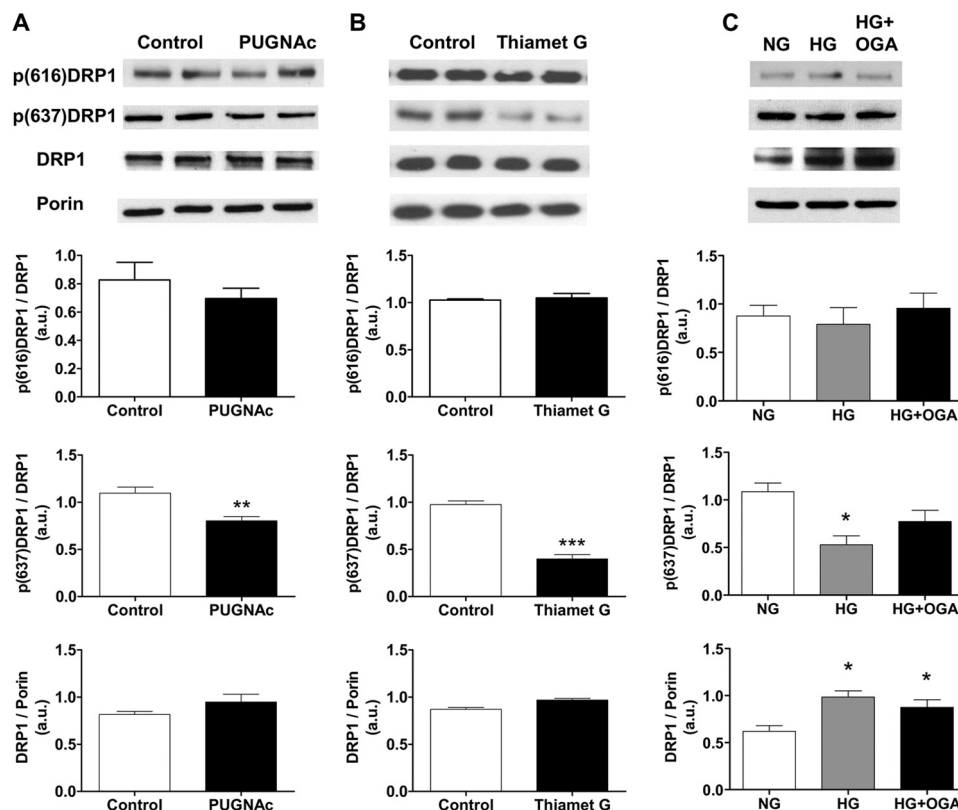 A
B
C
Control PUGNAc
Control Thiamet G
NG HG HG+
OGA
p(616)DRP1
p(637)DRP1
DRP1
Porin
p(616)DRP1 / DRP1
(a.u.)
1.0
0.8
0.6
0.4
0.2
0.0
Control PUGNAc
p(616)DRP1 / DRP1
(a.u.)
1.5
1.0
0.5
0.0
Control Thiamet G
p(616)DRP1 / DRP1
(a.u.)
1.5
1.0
0.5
0.0
NG HG HG+OGA
p(637)DRP1 / DRP1
(a.u.)
1.5
1.0
0.5
0.0
**
Control PUGNAc
p(637)DRP1 / DRP1
(a.u.)
1.5
1.0
0.5
0.0
***
Control Thiamet G
p(637)DRP1 / DRP1
(a.u.)
1.5
1.0
0.5
0.0
*
NG HG HG+OGA
DRP1 / Porin
(a.u.)
1.5
1.0
0.5
0.0
Control PUGNAc
DRP1 / Porin
(a.u.)
1.5
1.0
0.5
0.0
Control Thiamet G
DRP1 / Porin
(a.u.)
1.5
1.0
0.5
0.0
* *
NG HG HG+OGA